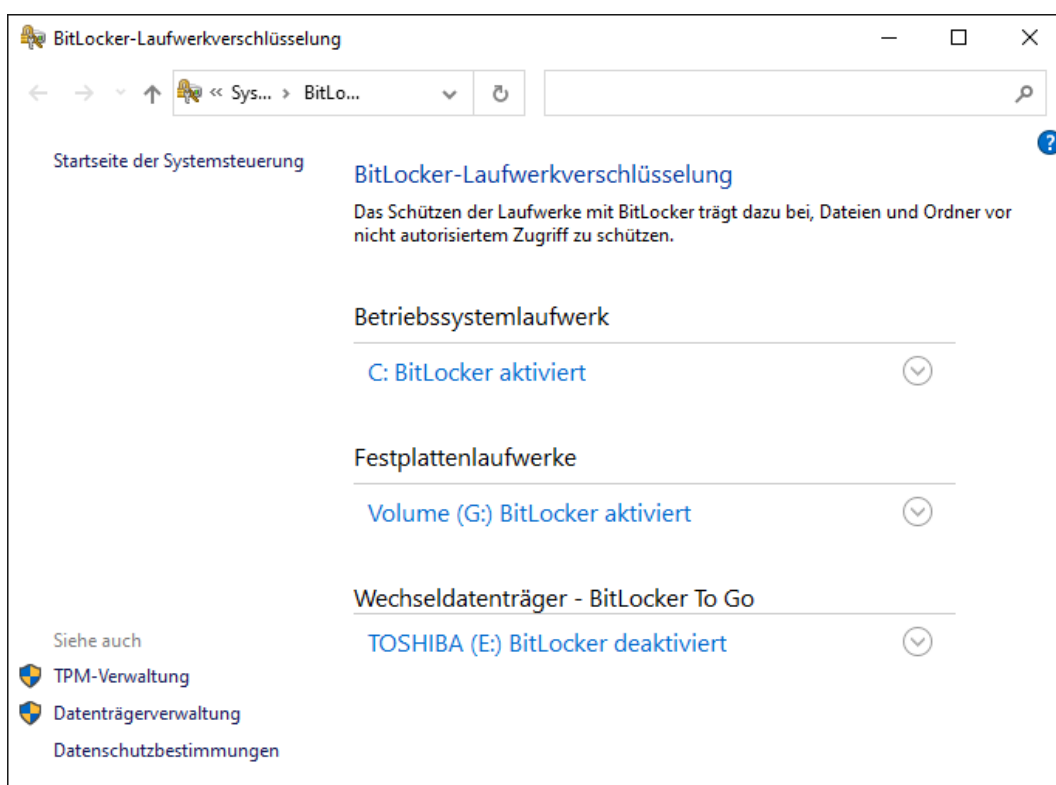 BitLocker-Laufwerkverschlüsselung
« Sys... › BitLo...
?
Startseite der Systemsteuerung
BitLocker-Laufwerkverschlüsselung
Das Schützen der Laufwerke mit BitLocker trägt dazu bei, Dateien und Ordner vor
nicht autorisiertem Zugriff zu schützen.
Betriebssystemlaufwerk
C: BitLocker aktiviert
Festplattenlaufwerke
Volume (G:) BitLocker aktiviert
Wechseldatenträger - BitLocker To Go
TOSHIBA (E:) BitLocker deaktiviert
Siehe auch
TPM-Verwaltung
Datenträgerverwaltung
Datenschutzbestimmungen